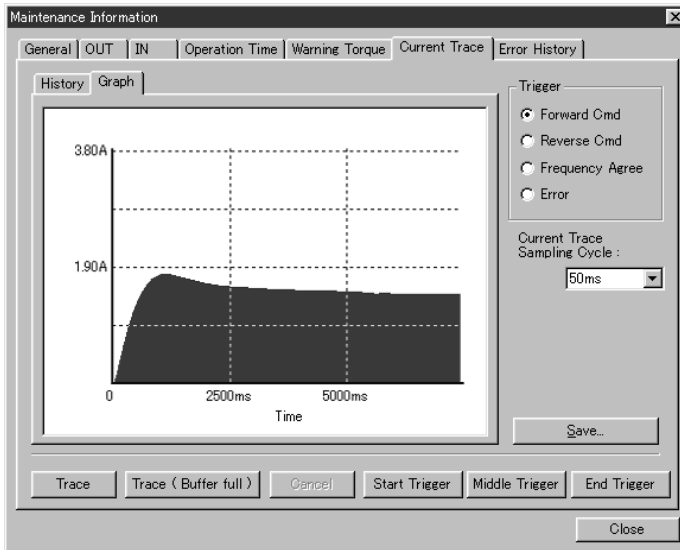 Maintenance Information
General OUT IN Operation Time Warning Torque Current Trace Error History
History Graph
Trigger
Forward Cmd
Reverse Cmd
Frequency Agree
Error
Current Trace
Sampling Cycle :
50ms
3.80A
1.90A
0 2500ms 5000ms
Time
Save...
Trace Trace ( Buffer full ) Cancel Start Trigger Middle Trigger End Trigger
Close